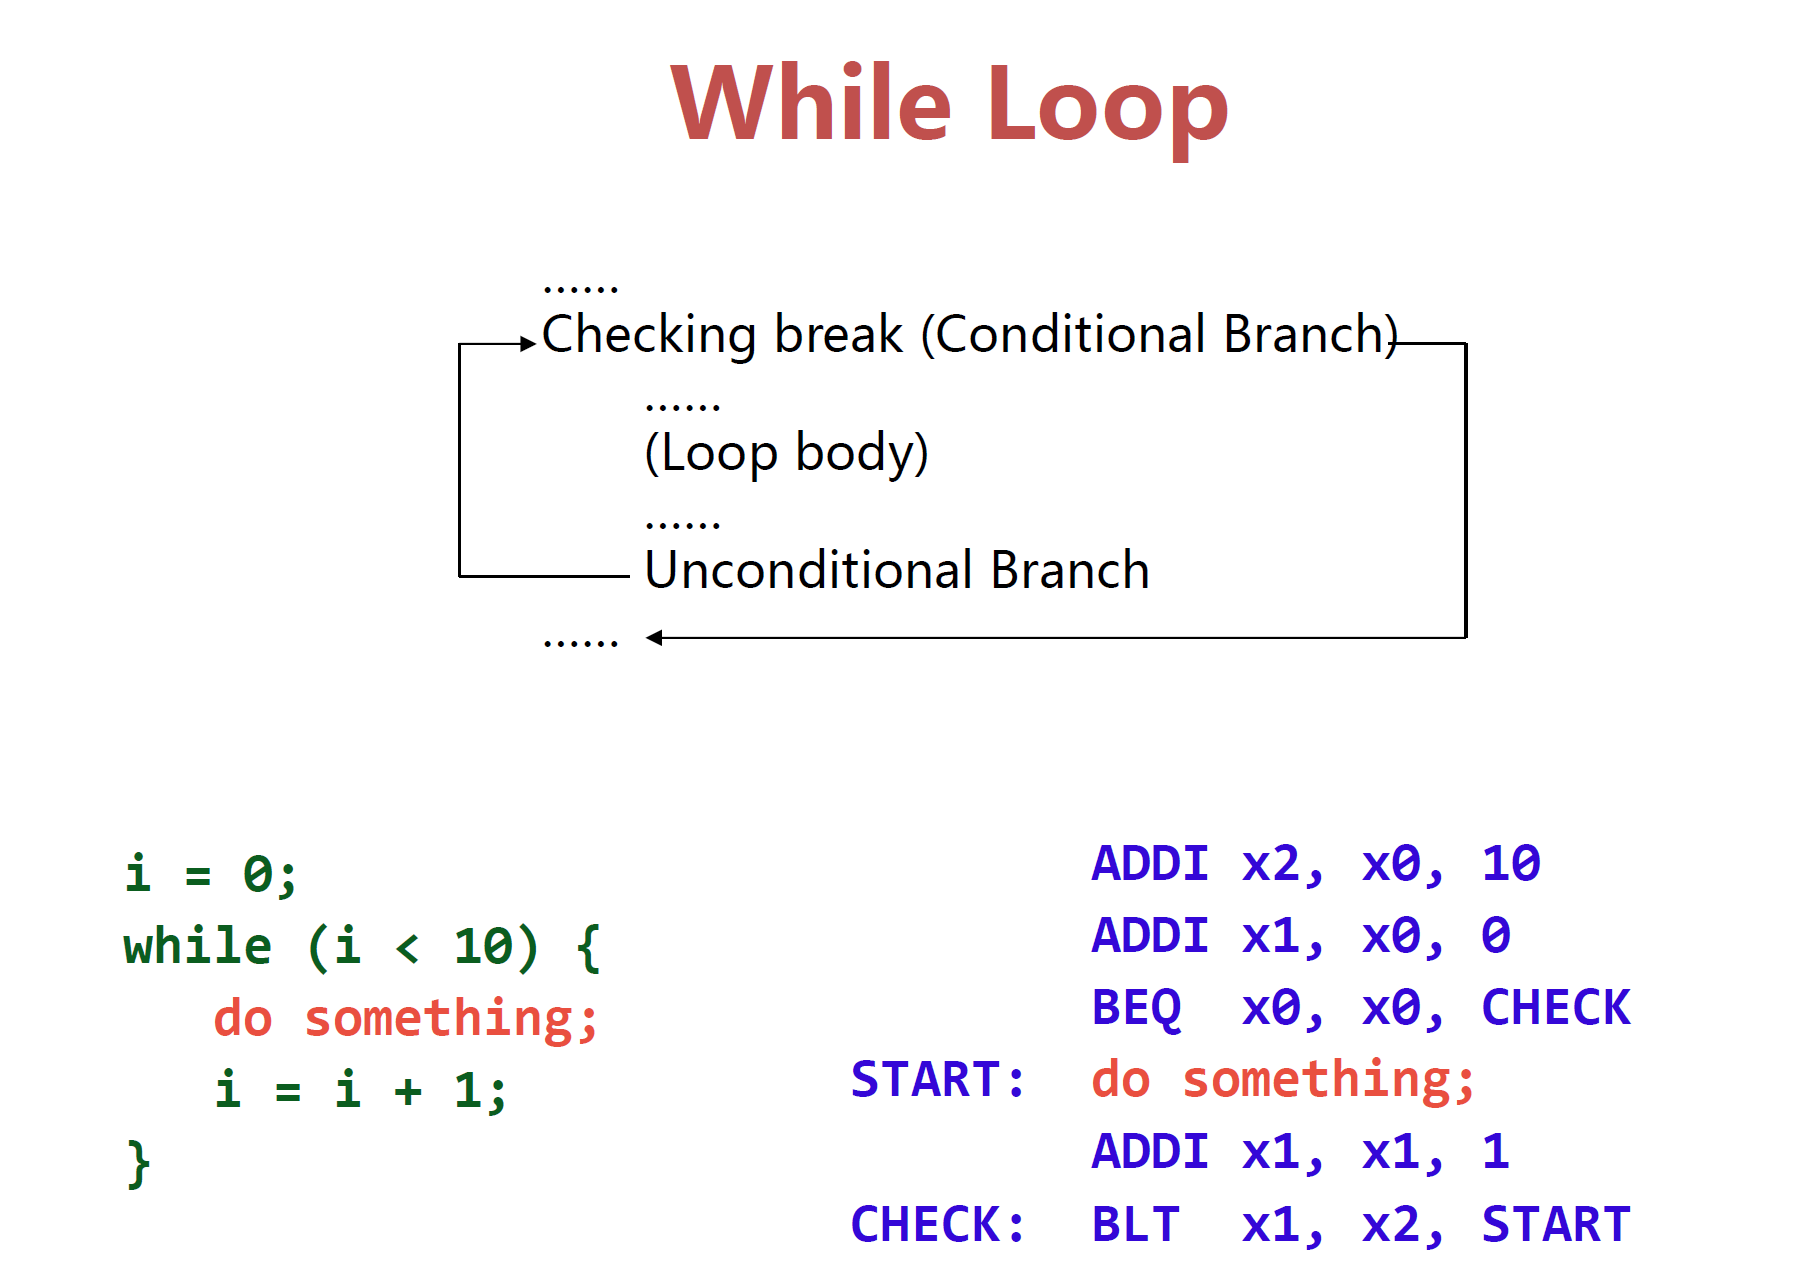 While Loop
......
Checking break (Conditional Branch)
......
(Loop body)
......
Unconditional Branch
......
i = 0;
while (i < 10) {
do something;
i = i + 1;
}
ADDI x2, x0, 10
ADDI x1, x0, 0
BEQ x0, x0, CHECK
START: do something;
ADDI x1, x1, 1
CHECK: BLT x1, x2, START